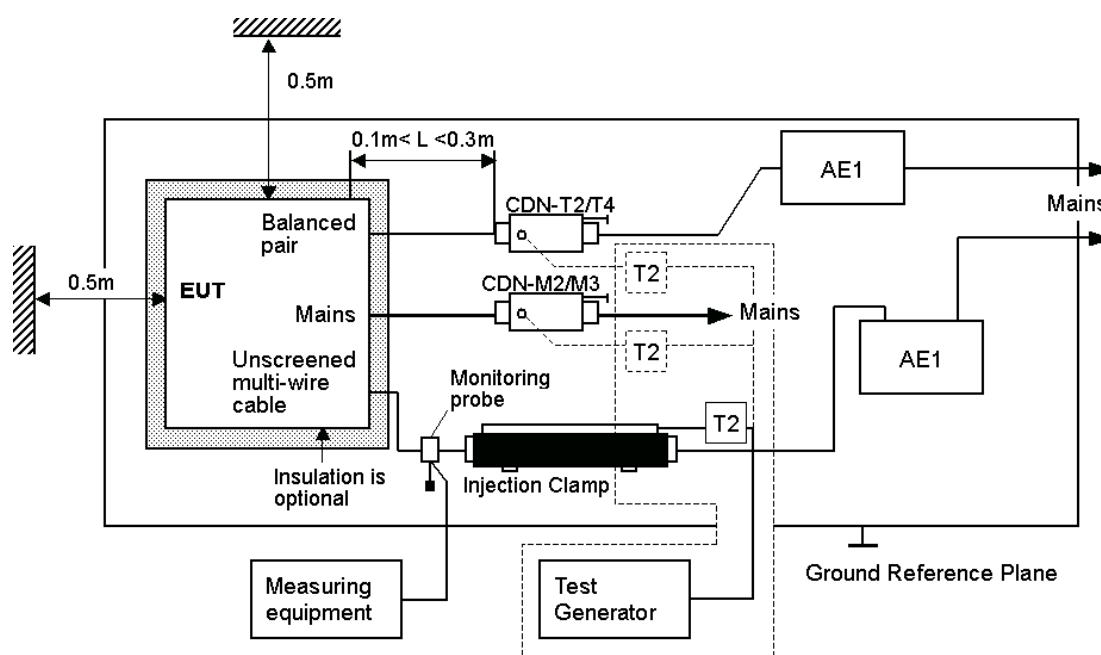 0.5m
0.1m< L <0.3m
AE1
Mains
CDN-T2/T4
Balanced
pair
T2
0.5m
EUT
CDN-M2/M3
Mains
Mains
T2
AE1
Unscreened
multi-wire
cable
Monitoring
probe
T2
Insulation is
optional
Injection Clamp
Measuring
equipment
Test
Generator
Ground Reference Plane